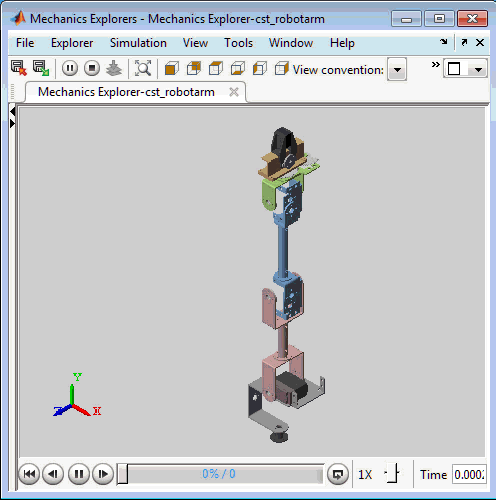 Mechanics Explorers - Mechanics Explorer-cst_robotarm
File Explorer Simulation View Tools Window Help
View convention: »
Mechanics Explorer-cst_robotarm
Y
Z X
0% / 0 1X Time 0.000